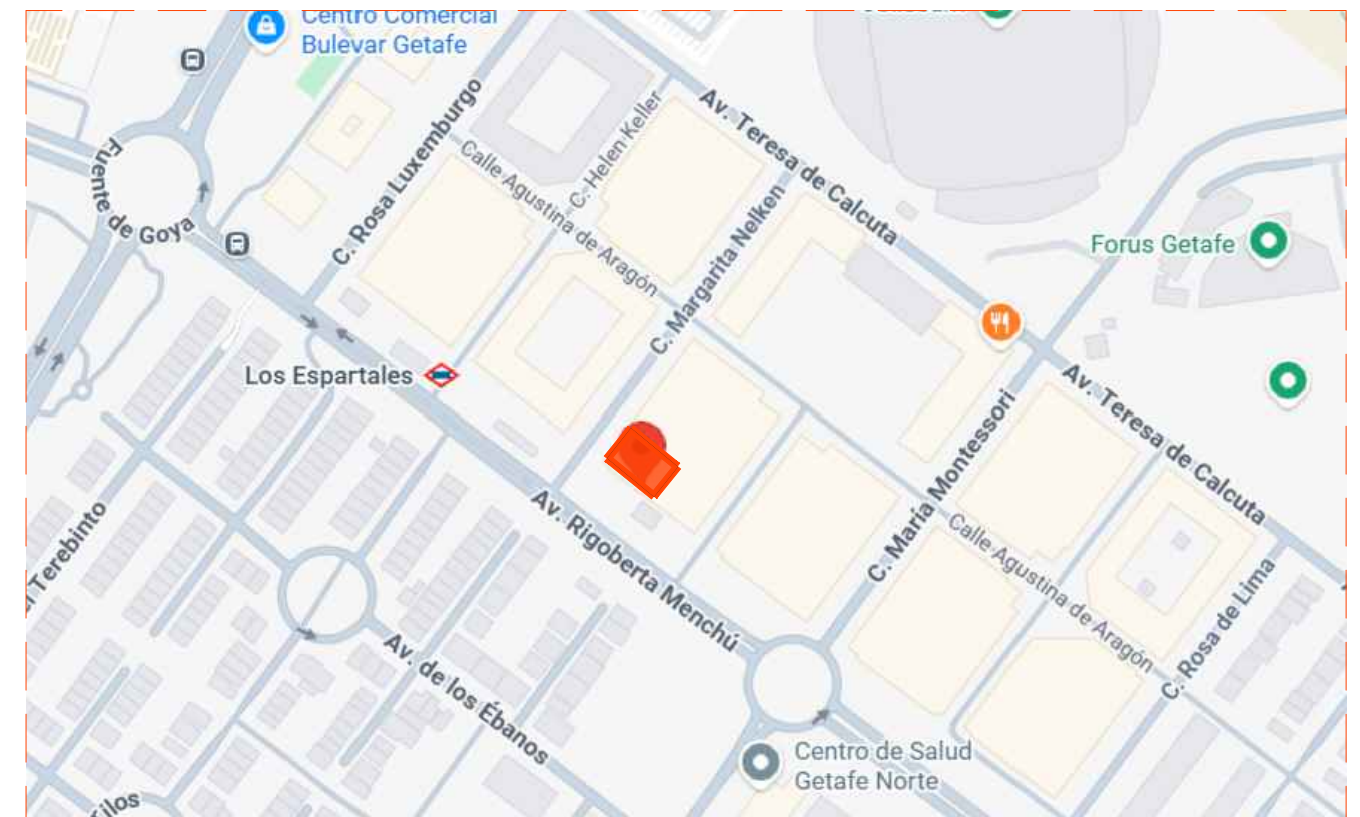 Centro Comercial
Bulevar Getafe
Av. Teresa de Calcuta
C. Helen Keller
C. Rosa Luxemburgo
Calle Agustina de Aragón
Fuente de Goya
C. Margarita Nelken
Forus Getafe
Los Espartales
Av. Teresa de Calcuta
C. María Montessori
Av. Rigoberta Menchú
Calle Agustina de Aragón
Terebinto
C. Rosa de Lima
Av. de los Ébanos
Centro de Salud
Getafe Norte